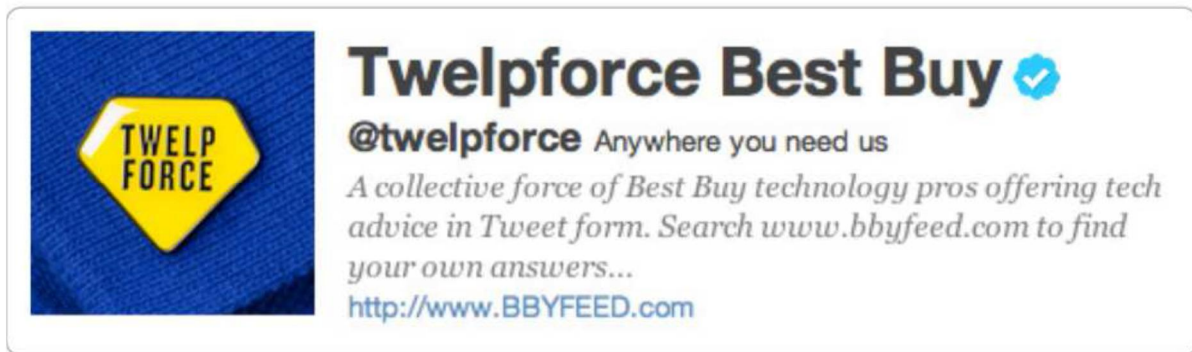 TWELP
FORCE
Twelpforce Best Buy
@twelpforce Anywhere you need us
A collective force of Best Buy technology pros offering tech
advice in Tweet form. Search www.bbyfeed.com to find
your own answers...
http://www.BBYFEED.com